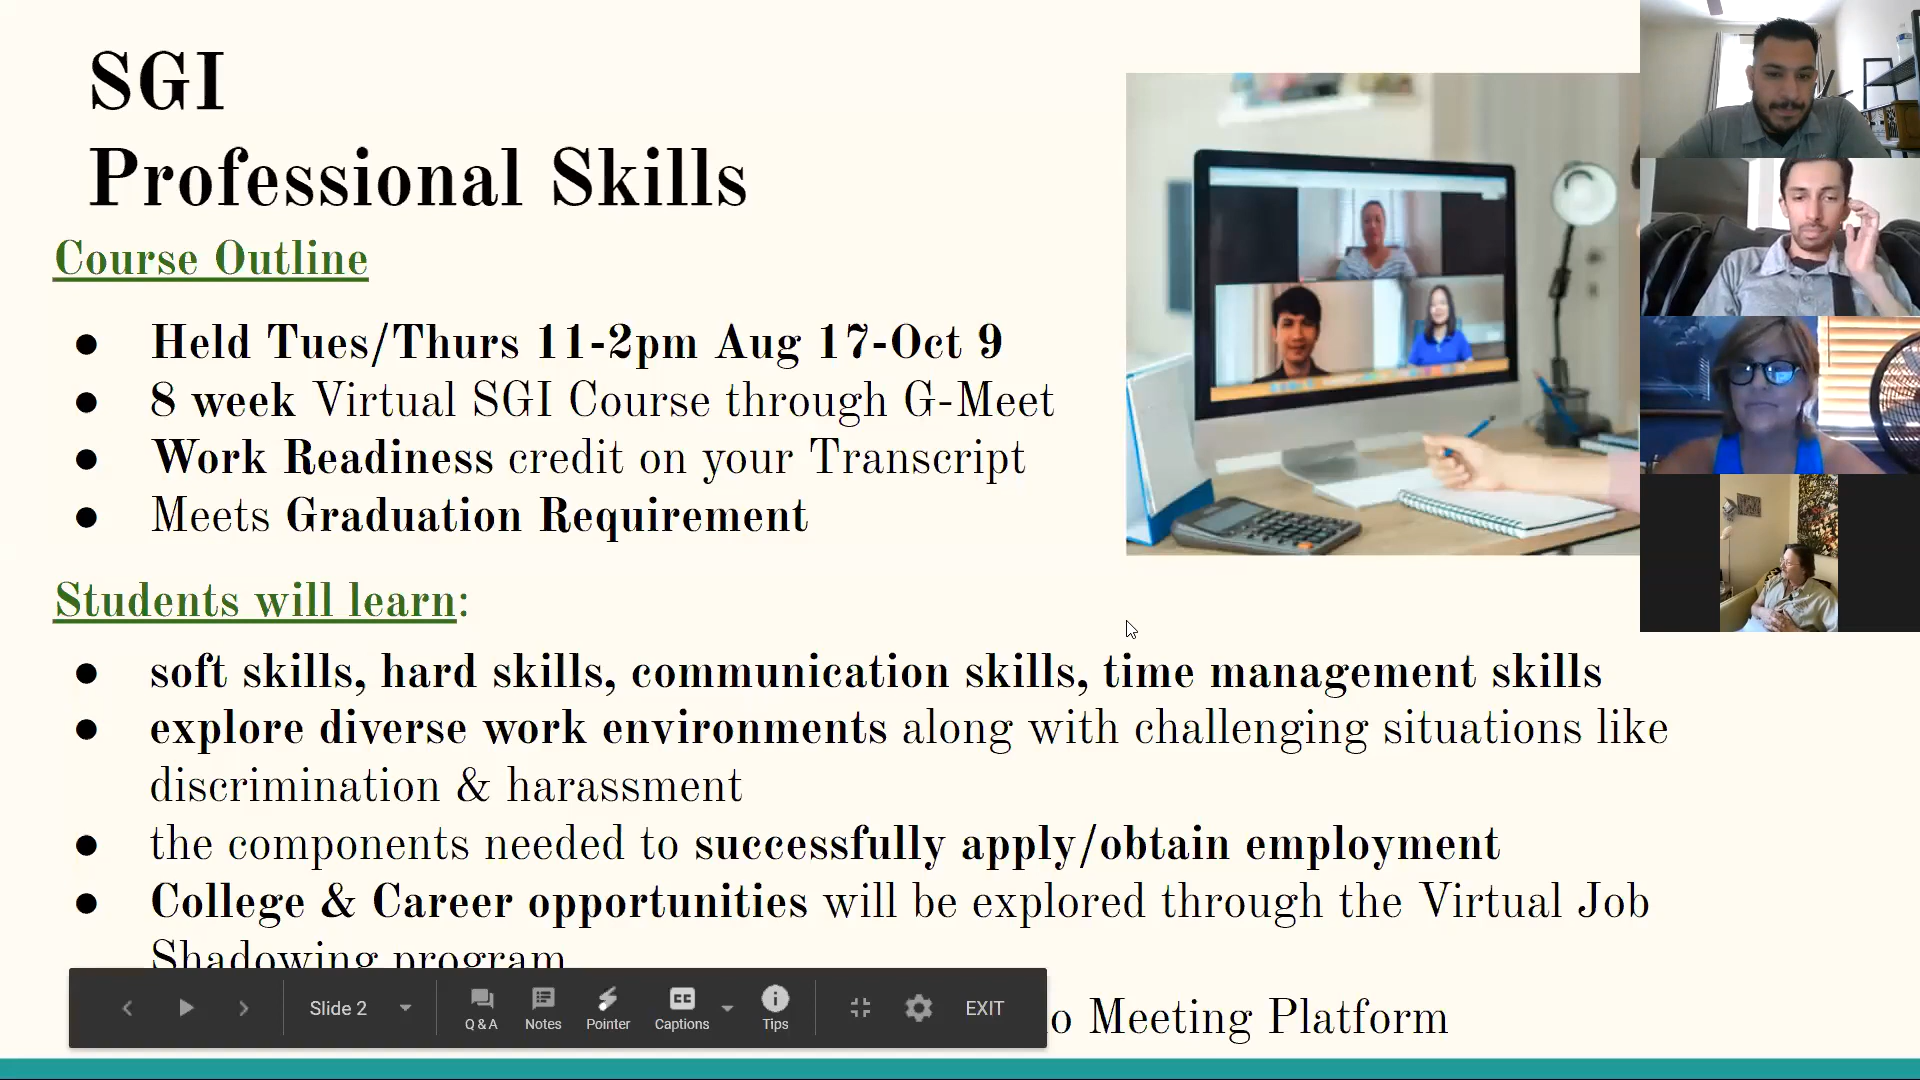 SGI
Professional Skills
Course Outline
● Held Tues/Thurs 11-2pm Aug 17-Oct 9
● 8 week Virtual SGI Course through G-Meet
● Work Readiness credit on your Transcript
● Meets Graduation Requirement
Students will learn:
● soft skills, hard skills, communication skills, time management skills
● explore diverse work environments along with challenging situations like
discrimination & harassment
● the components needed to successfully apply/obtain employment
● College & Career opportunities will be explored through the Virtual Job
Shadowing program
o Meeting Platform
Slide 2 Q & A Notes Pointer Captions Tips EXIT